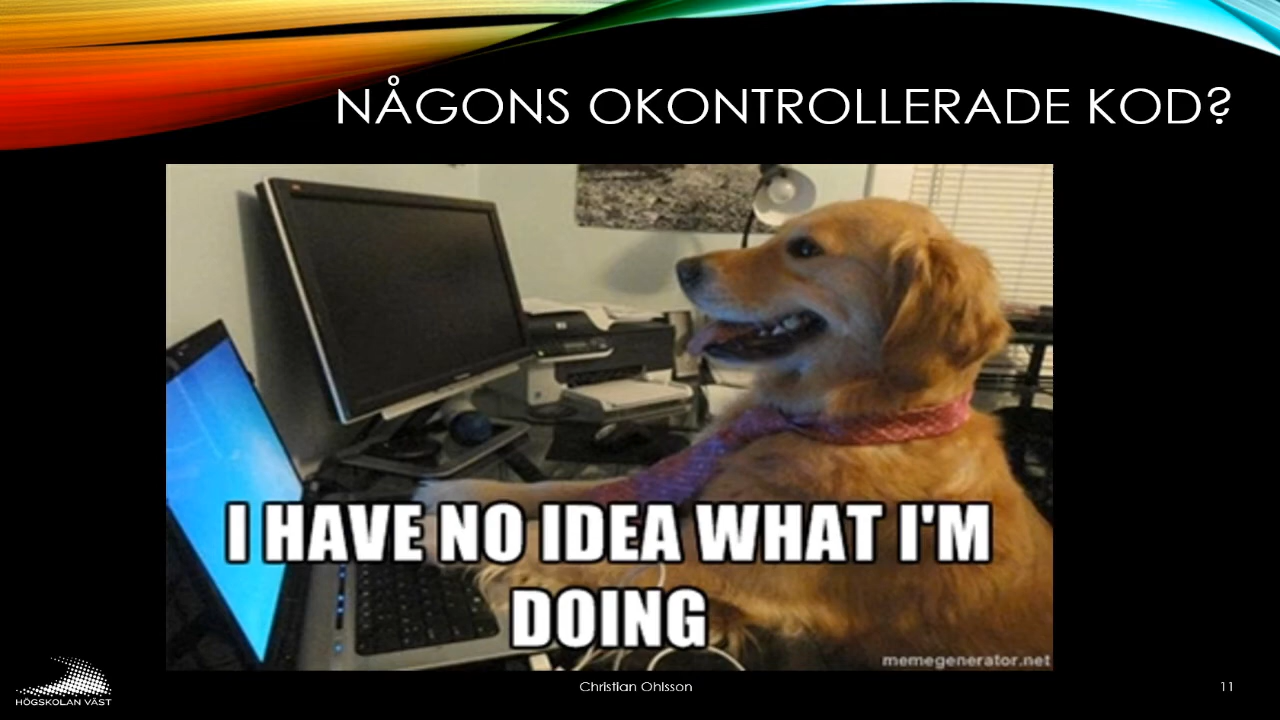 NÅGONS OKONTROLLERADE KOD?
I HAVE NO IDEA WHAT I'M
DOING
memegenerator.net
HÖGSKOLAN VÄST
Christian Ohlsson
11